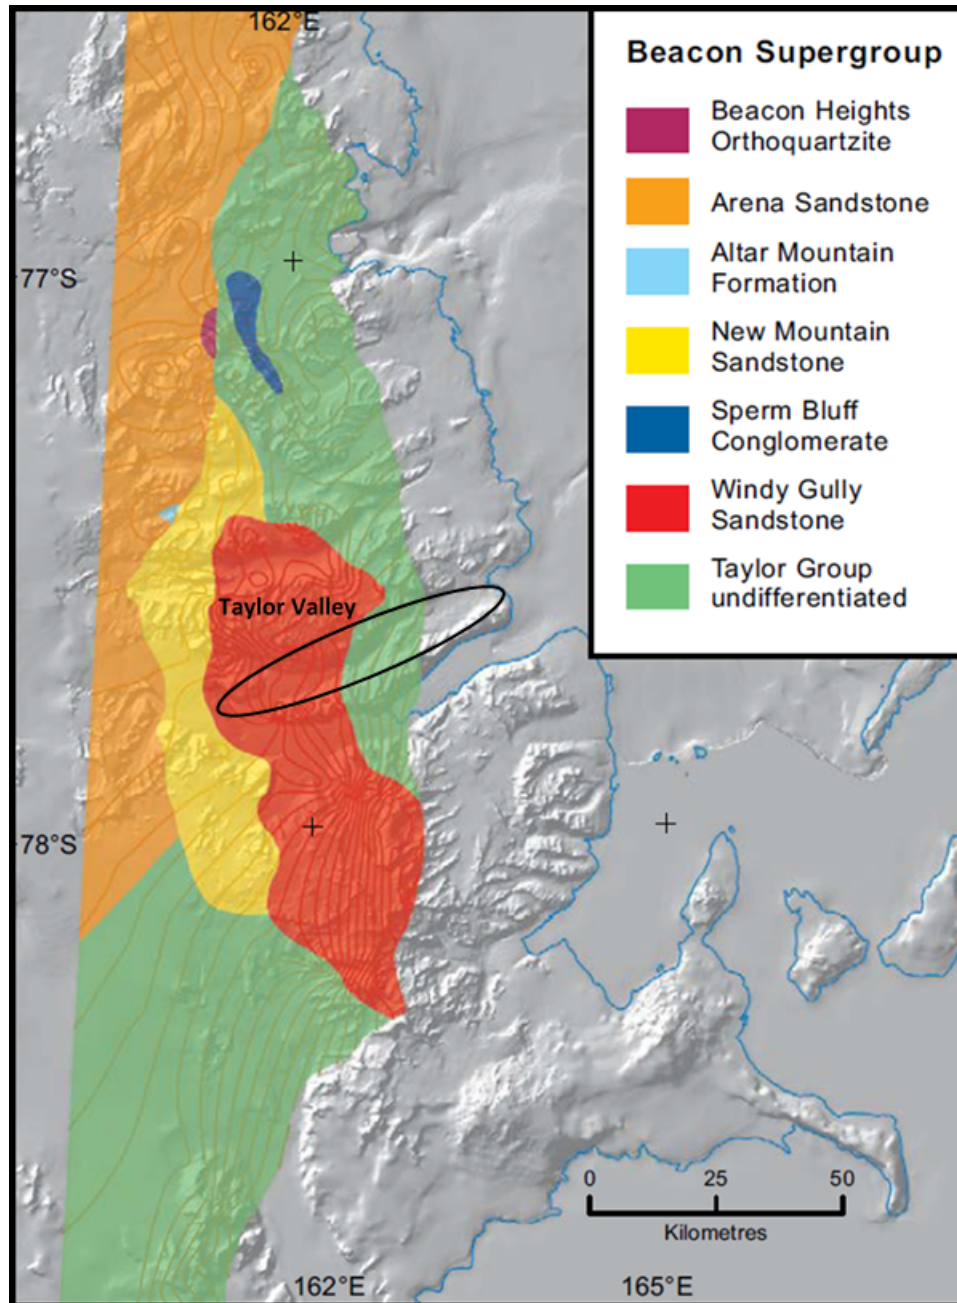 162°E
Beacon Supergroup
Beacon Heights
Orthoquartzite
Arena Sandstone
Altar Mountain
Formation
New Mountain
Sandstone
Sperm Bluff
Conglomerate
Windy Gully
Sandstone
Taylor Group
undifferentiated
77°S
Taylor Valley
78°S
0 25 50
Kilometres
162°E 165°E